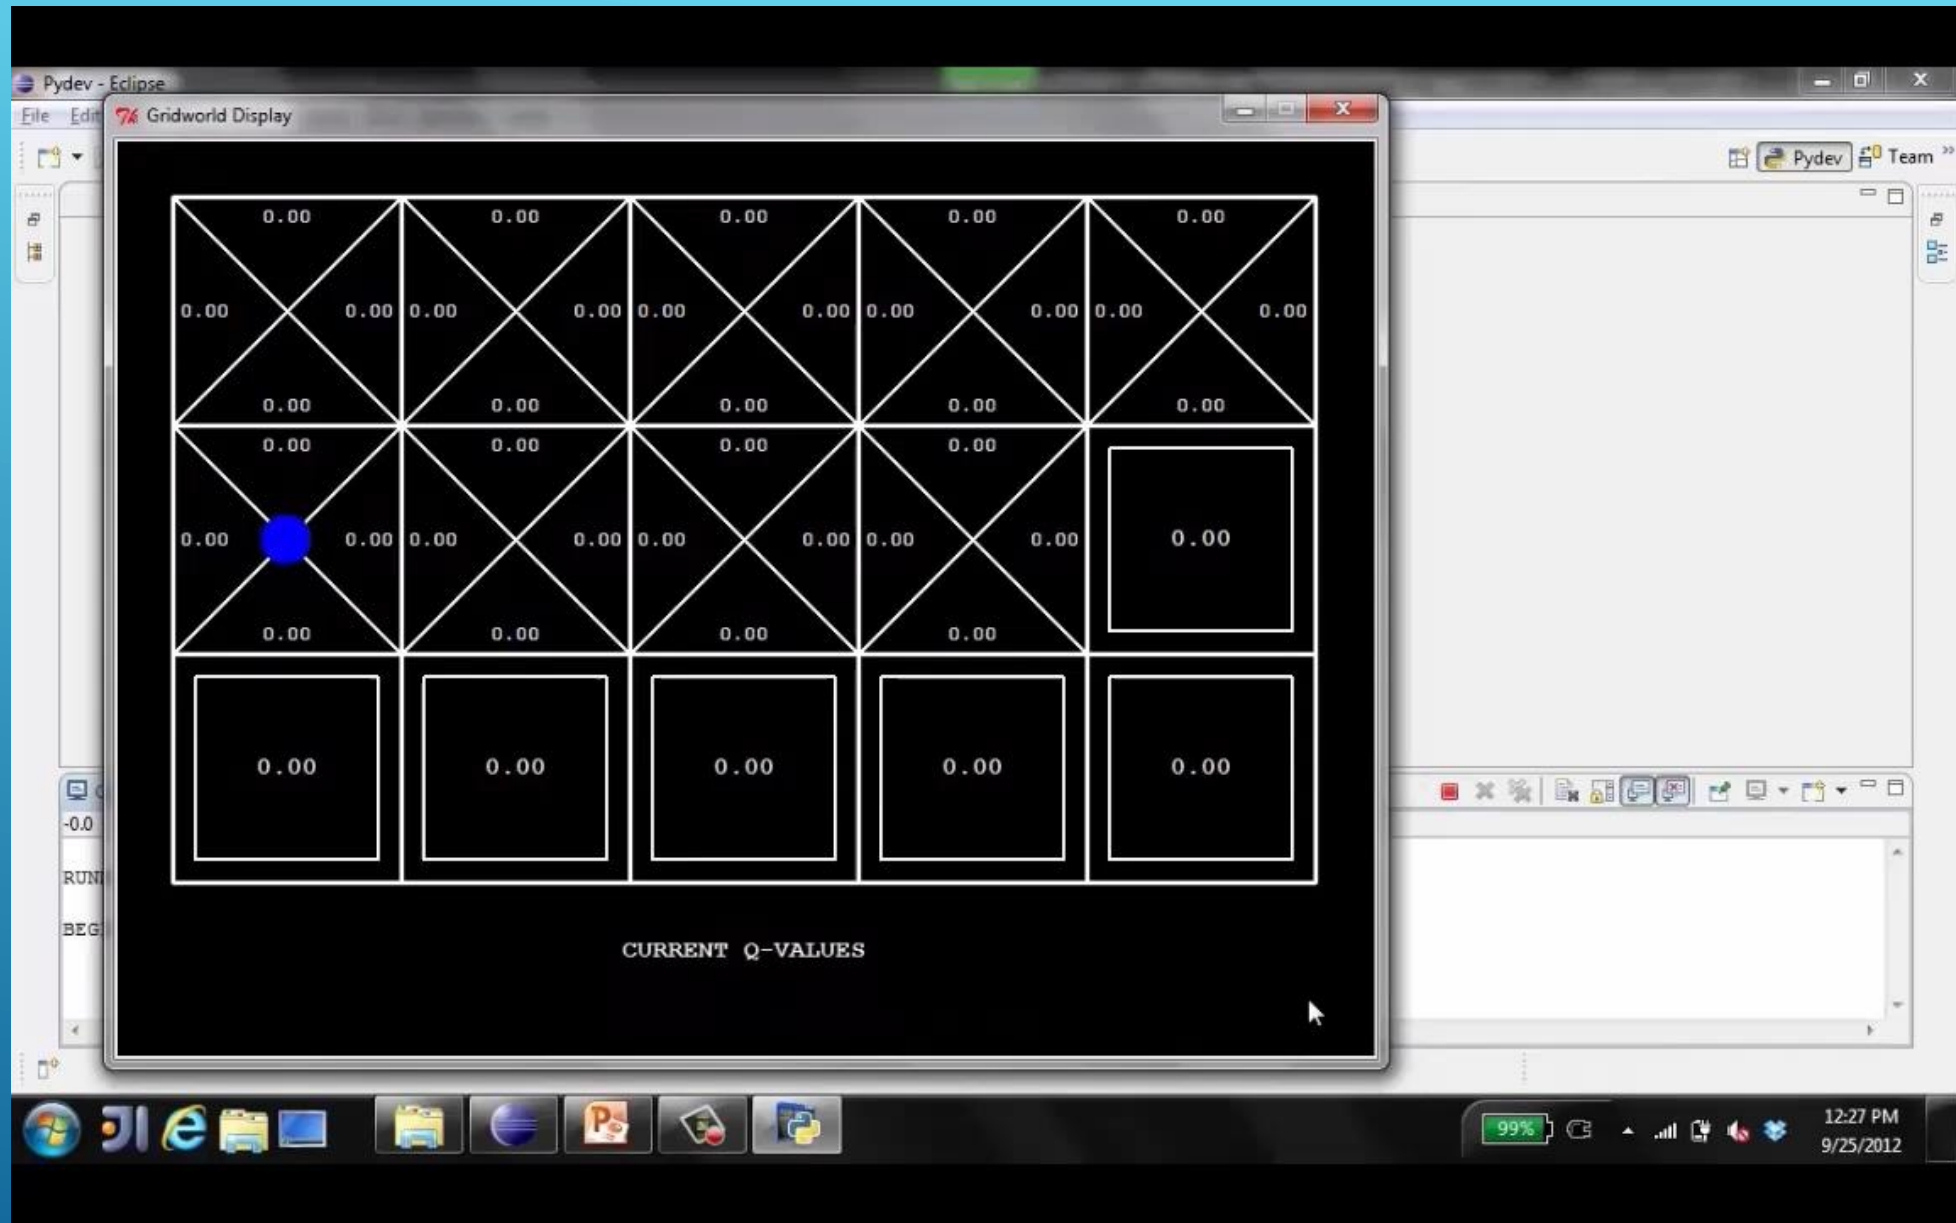 Pydev - Eclipse
File Edit
Gridworld Display
Pydev Team
0.00 0.00 0.00 0.00 0.00
0.00 0.00 0.00 0.00 0.00 0.00 0.00 0.00 0.00 0.00
0.00 0.00 0.00 0.00 0.00
0.00 0.00 0.00 0.00
0.00 0.00 0.00 0.00 0.00 0.00 0.00 0.00 0.00
0.00 0.00 0.00 0.00
0.00 0.00 0.00 0.00 0.00
-0.0
CURRENT Q-VALUES
99%
12:27 PM
9/25/2012